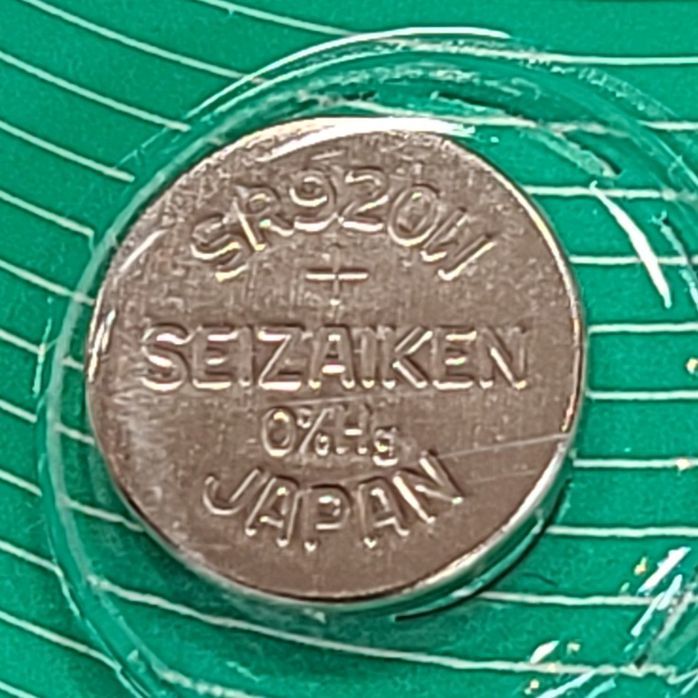 SR920W
+
SEIZAIKEN
0%Hg
JAPAN